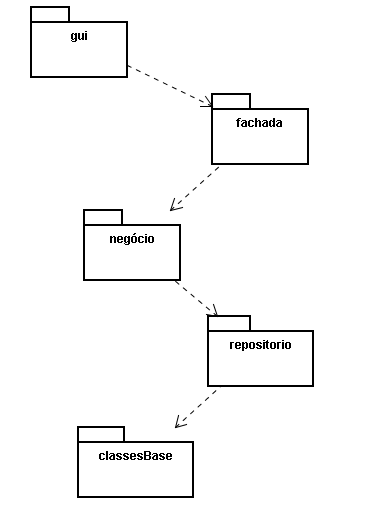 gui
fachada
negócio
repositorio
classesBase